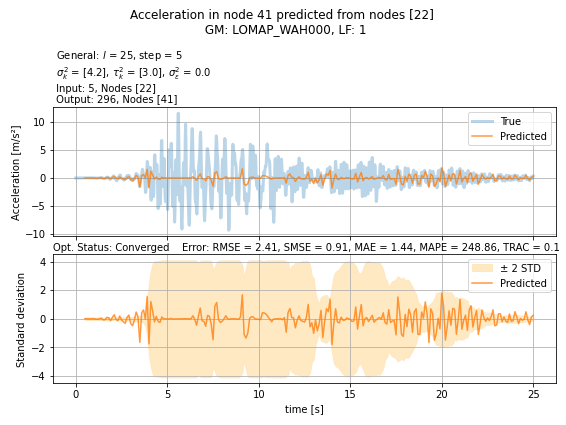 Acceleration in node 41 predicted from nodes [22]
GM: LOMAP_WAH000, LF: 1
General: l = 25, step = 5
σ²ₖ = [4.2], τ²ₖ = [3.0], σ²ε = 0.0
Input: 5, Nodes [22]
Output: 296, Nodes [41]
Acceleration [m/s²]
10
5
0
−5
−10
True
Predicted
Opt. Status: Converged Error: RMSE = 2.41, SMSE = 0.91, MAE = 1.44, MAPE = 248.86, TRAC = 0.1
Standard deviation
4
2
0
−2
−4
± 2 STD
Predicted
0 5 10 15 20 25
time [s]